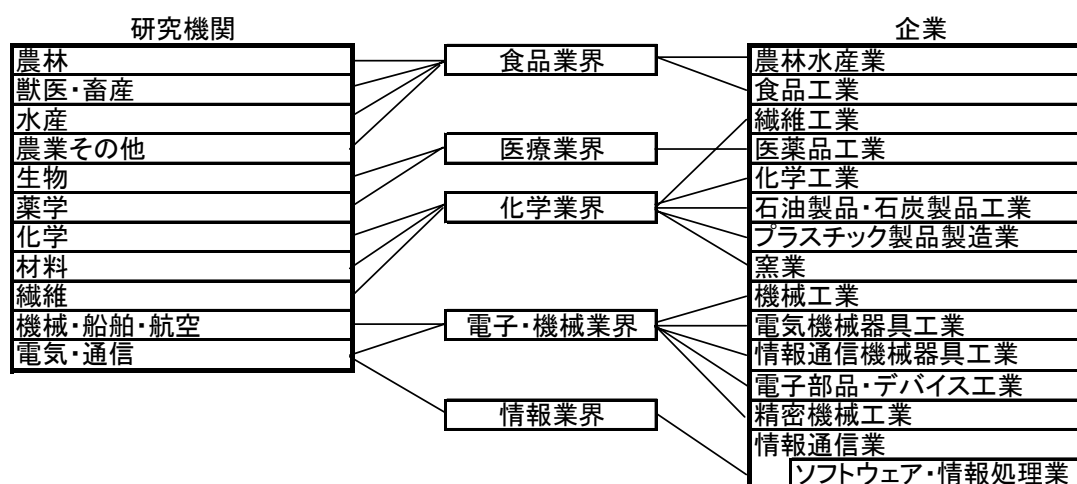 研究機関
農林
獣医・畜産
水産
農業その他
生物
薬学
化学
材料
繊維
機械・船舶・航空
電気・通信
食品業界
医療業界
化学業界
電子・機械業界
情報業界
企業
農林水産業
食品工業
繊維工業
医薬品工業
化学工業
石油製品・石炭製品工業
プラスチック製品製造業
窯業
機械工業
電気機械器具工業
情報通信機械器具工業
電子部品・デバイス工業
精密機械工業
情報通信業
ソフトウェア・情報処理業